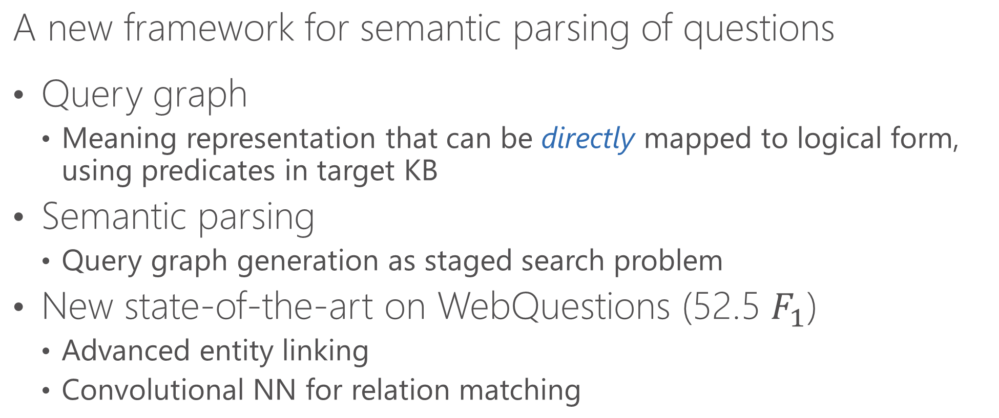 A new framework for semantic parsing of questions
• Query graph
• Meaning representation that can be directly mapped to logical form,
using predicates in target KB
• Semantic parsing
• Query graph generation as staged search problem
• New state-of-the-art on WebQuestions (52.5 F₁)
• Advanced entity linking
• Convolutional NN for relation matching